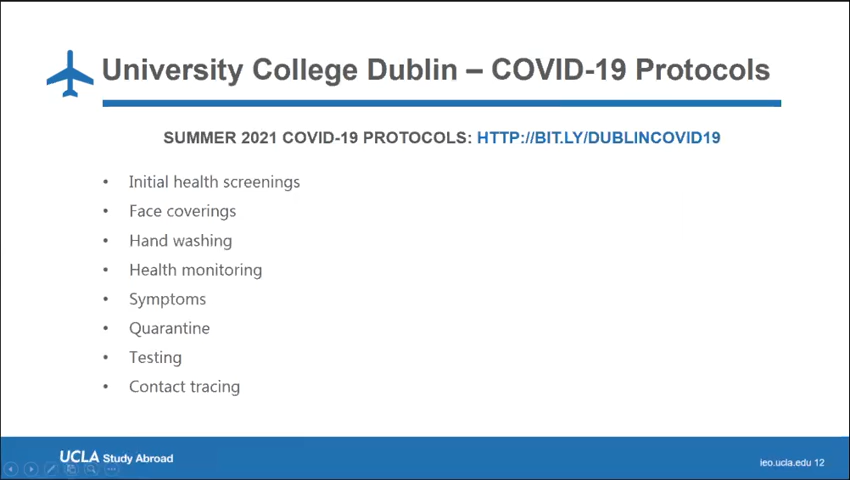 University College Dublin – COVID-19 Protocols
SUMMER 2021 COVID-19 PROTOCOLS: HTTP://BIT.LY/DUBLINCOVID19
• Initial health screenings
• Face coverings
• Hand washing
• Health monitoring
• Symptoms
• Quarantine
• Testing
• Contact tracing
UCLA Study Abroad
ieo.ucla.edu 12